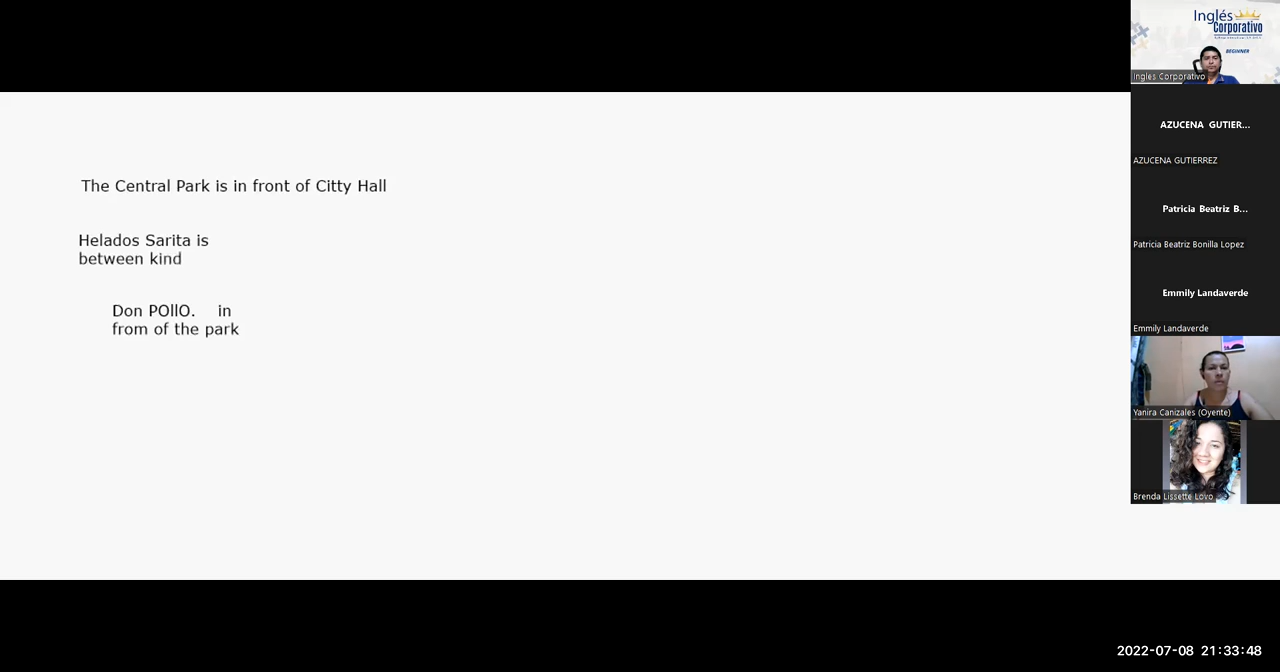 The Central Park is in front of Citty Hall
Helados Sarita is
between kind
Don POllO. in
from of the park
Inglés
Corporativo
BEGINNER
Ingles Corporativo
AZUCENA GUTIER...
AZUCENA GUTIERREZ
Patricia Beatriz B...
Patricia Beatriz Bonilla Lopez
Emmily Landaverde
Emmily Landaverde
Yanira Canizales (Oyente)
Brenda Lissette Lovo
2022-07-08 21:33:48